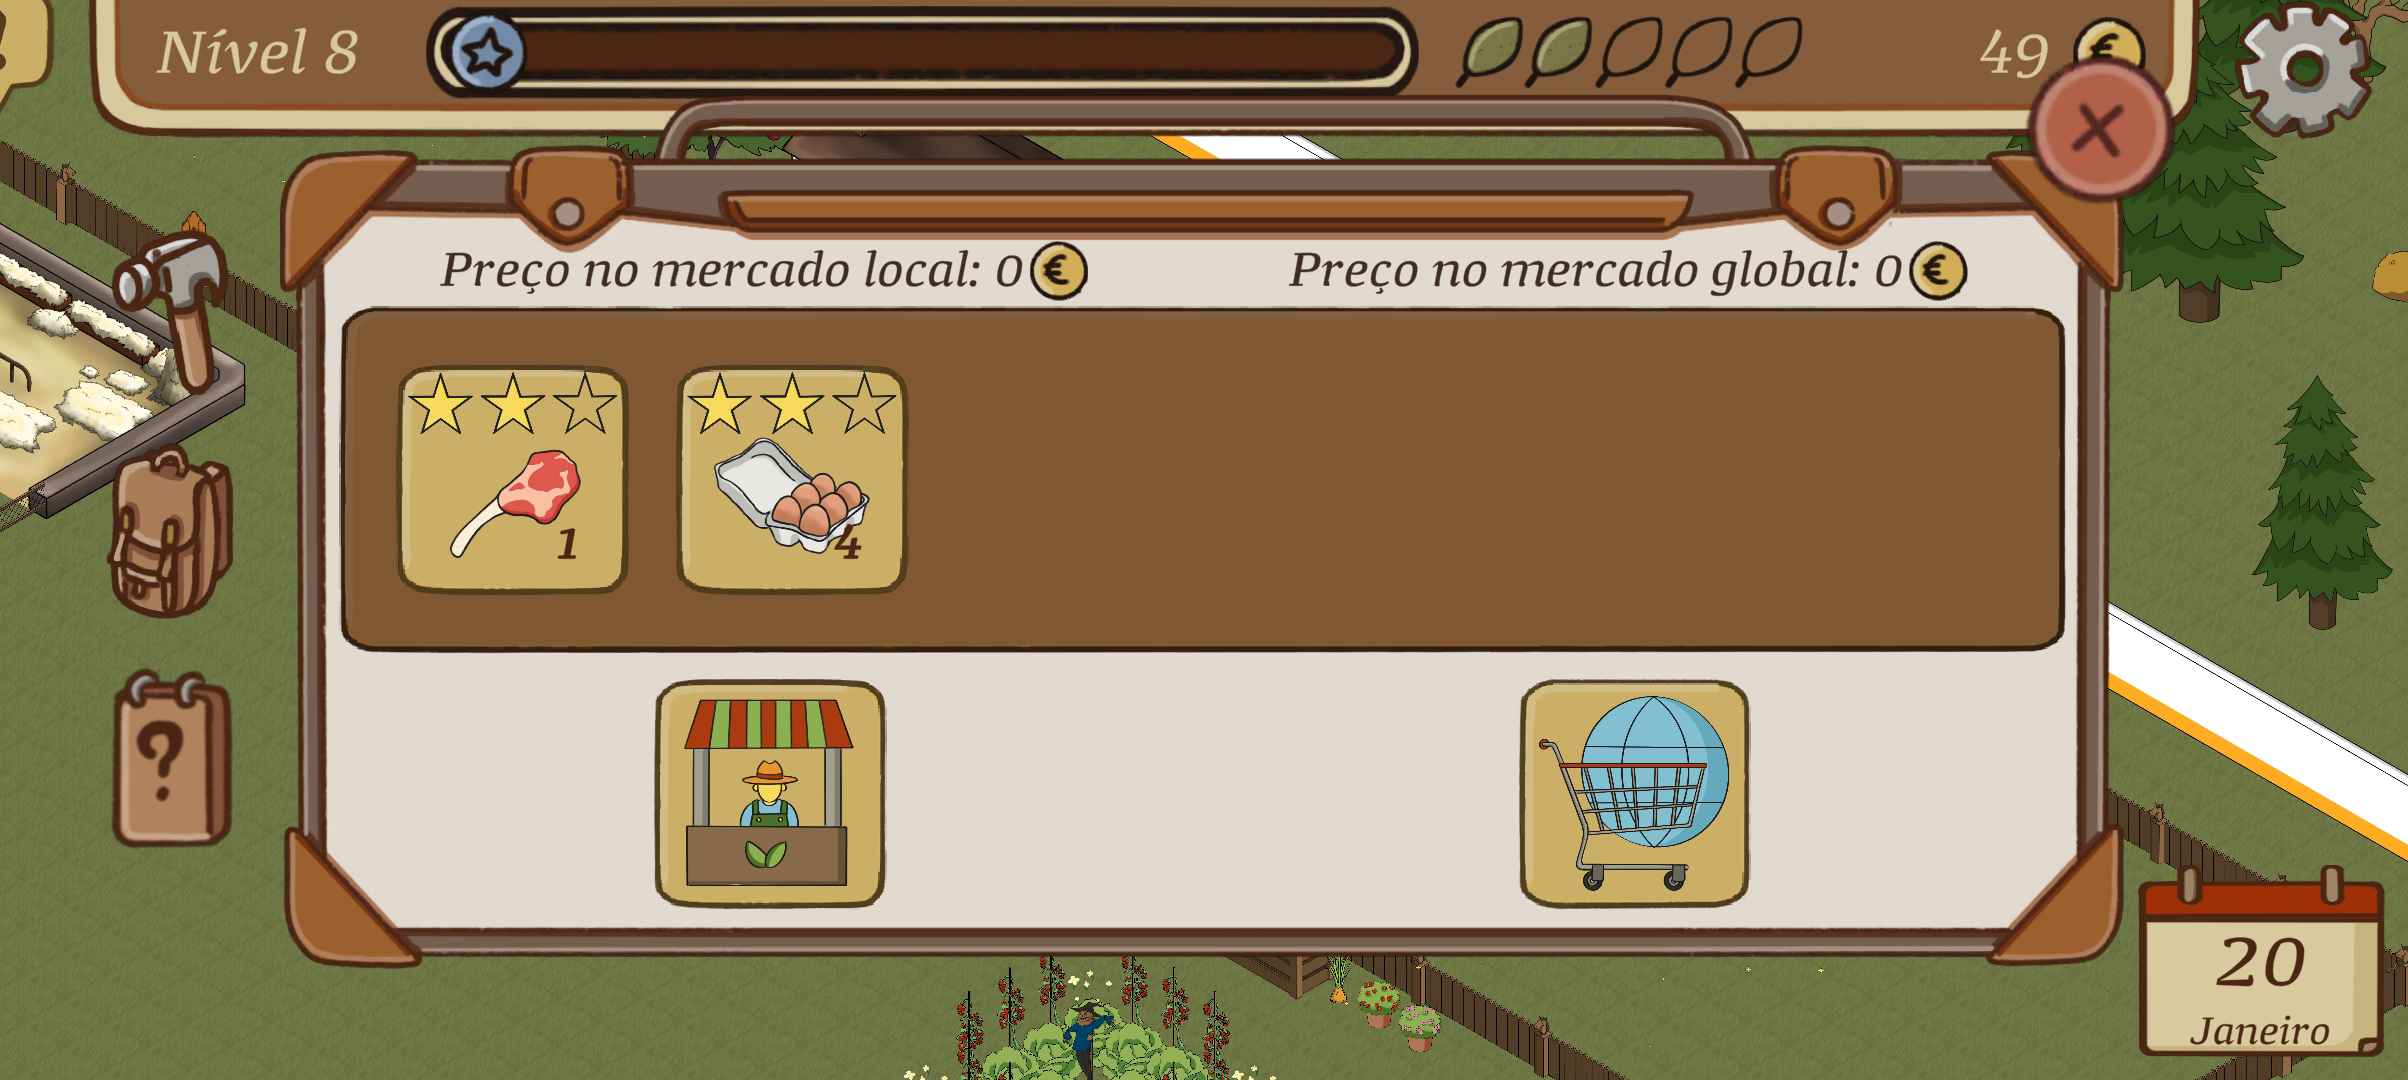 Nível 8
49 €
Preço no mercado local: 0 €
Preço no mercado global: 0 €
1
4
?
20
Janeiro